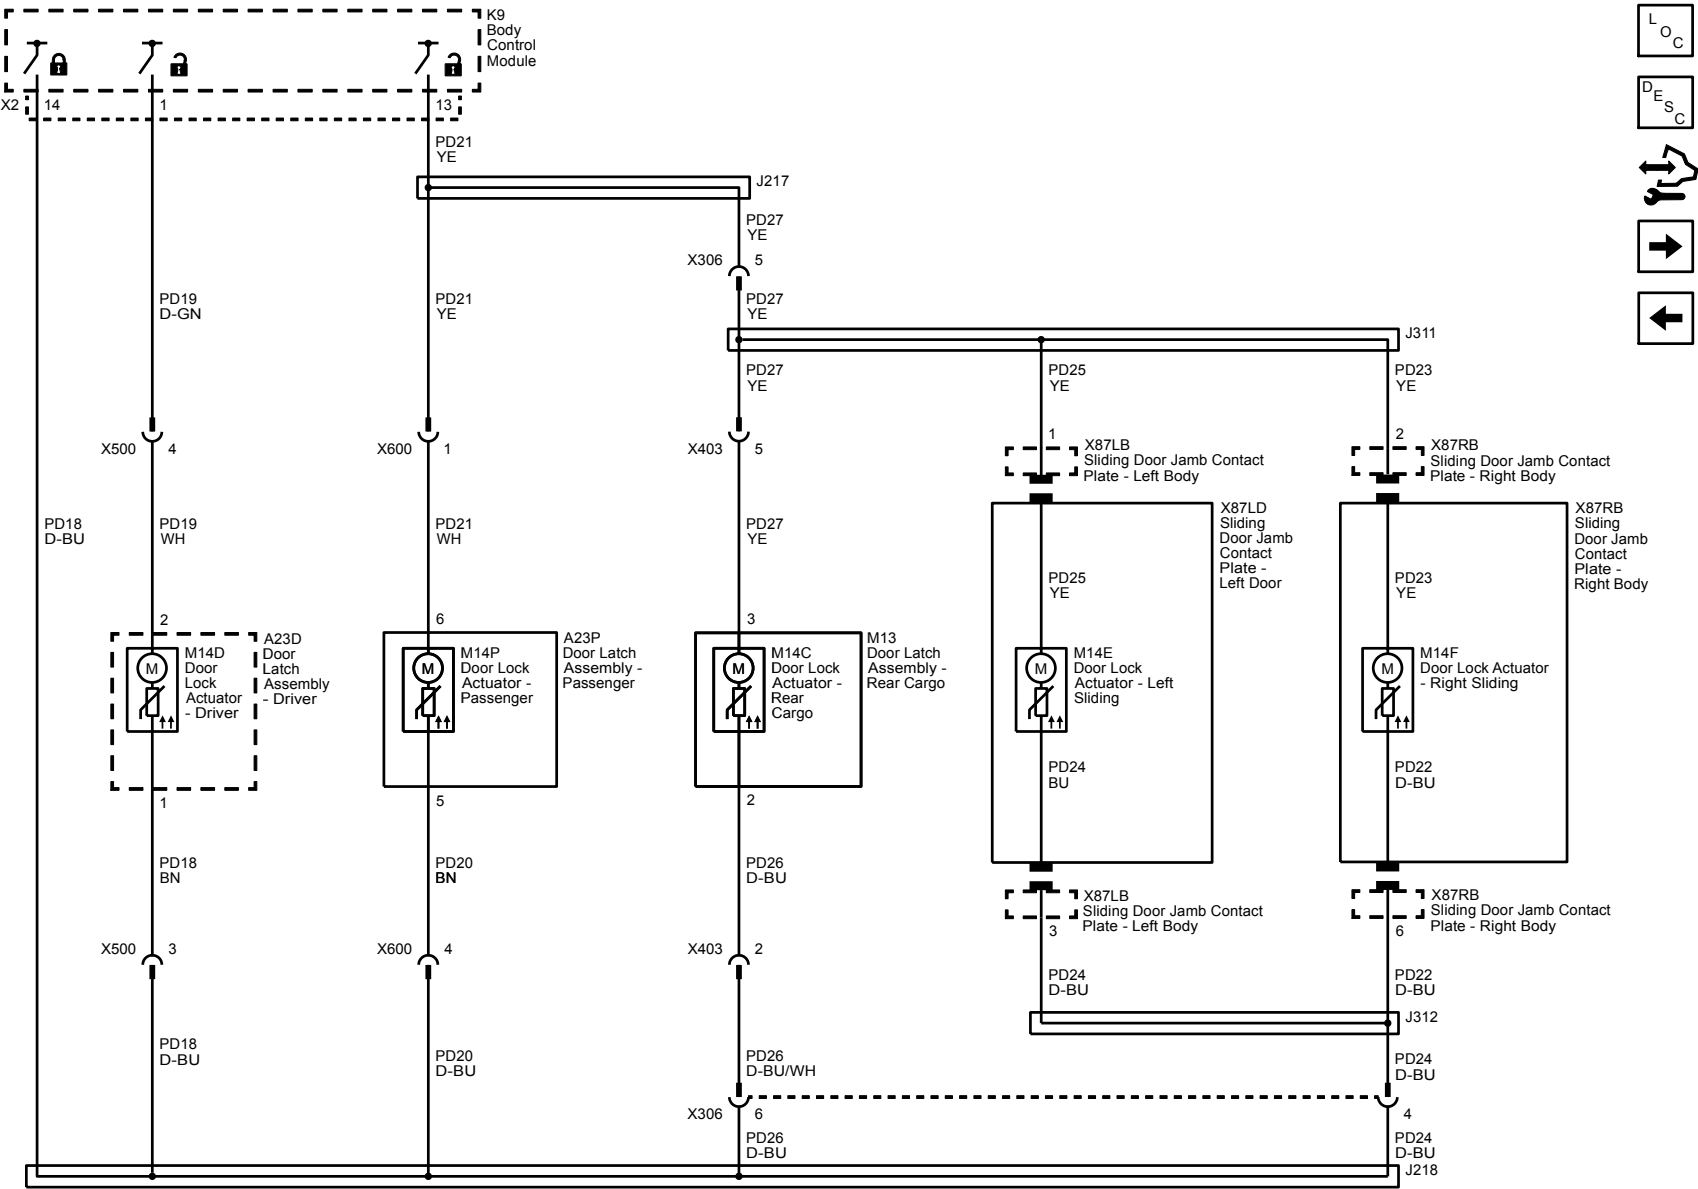 K9
Body
Control
Module
L
O
C
X2
14
1
13
D
E
S
C
PD21
YE
J217
PD27
YE
X306
5
PD19
D-GN
PD21
YE
PD27
YE
J311
PD27
YE
PD25
YE
PD23
YE
X500
4
X600
1
X403
5
1
X87LB
Sliding Door Jamb Contact
Plate - Left Body
2
X87RB
Sliding Door Jamb Contact
Plate - Right Body
PD18
D-BU
PD19
WH
PD21
WH
PD27
YE
X87LD
Sliding
Door Jamb
Contact
Plate -
Left Door
X87RB
Sliding
Door Jamb
Contact
Plate -
Right Body
PD25
YE
PD23
YE
2
6
3
A23D
Door
Latch
Assembly
- Driver
M14D
Door
Lock
Actuator
- Driver
M
A23P
Door Latch
Assembly -
Passenger
M14P
Door Lock
Actuator -
Passenger
M
M13
Door Latch
Assembly -
Rear Cargo
M14C
Door Lock
Actuator -
Rear
Cargo
M
M14E
Door Lock
Actuator - Left
Sliding
M
M14F
Door Lock Actuator
- Right Sliding
M
PD24
BU
PD22
D-BU
1
5
2
PD18
BN
PD20
BN
PD26
D-BU
X87LB
Sliding Door Jamb Contact
Plate - Left Body
3
X87RB
Sliding Door Jamb Contact
Plate - Right Body
6
X500
3
X600
4
X403
2
PD24
D-BU
PD22
D-BU
J312
PD18
D-BU
PD20
D-BU
PD26
D-BU/WH
PD24
D-BU
X306
6
4
PD26
D-BU
PD24
D-BU
J218